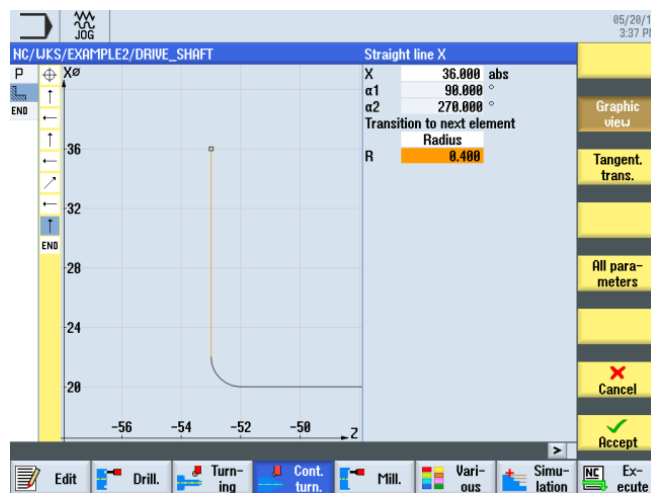 JOG
05/20/1
3:37 P
NC/WKS/EXAMPLE2/DRIVE_SHAFT
Straight line X
P
END
END
XØ
36
32
28
24
20
-56 -54 -52 -50 Z
X 36.000 abs
α1 90.000 °
α2 270.000 °
Transition to next element
Radius
R 0.400
Graphic
view
Tangent.
trans.
All para-
meters
Cancel
Accept
>
Edit
Drill.
Turn-
ing
Cont.
turn.
Mill.
Vari-
ous
Simu-
lation
NC
Ex-
ecute